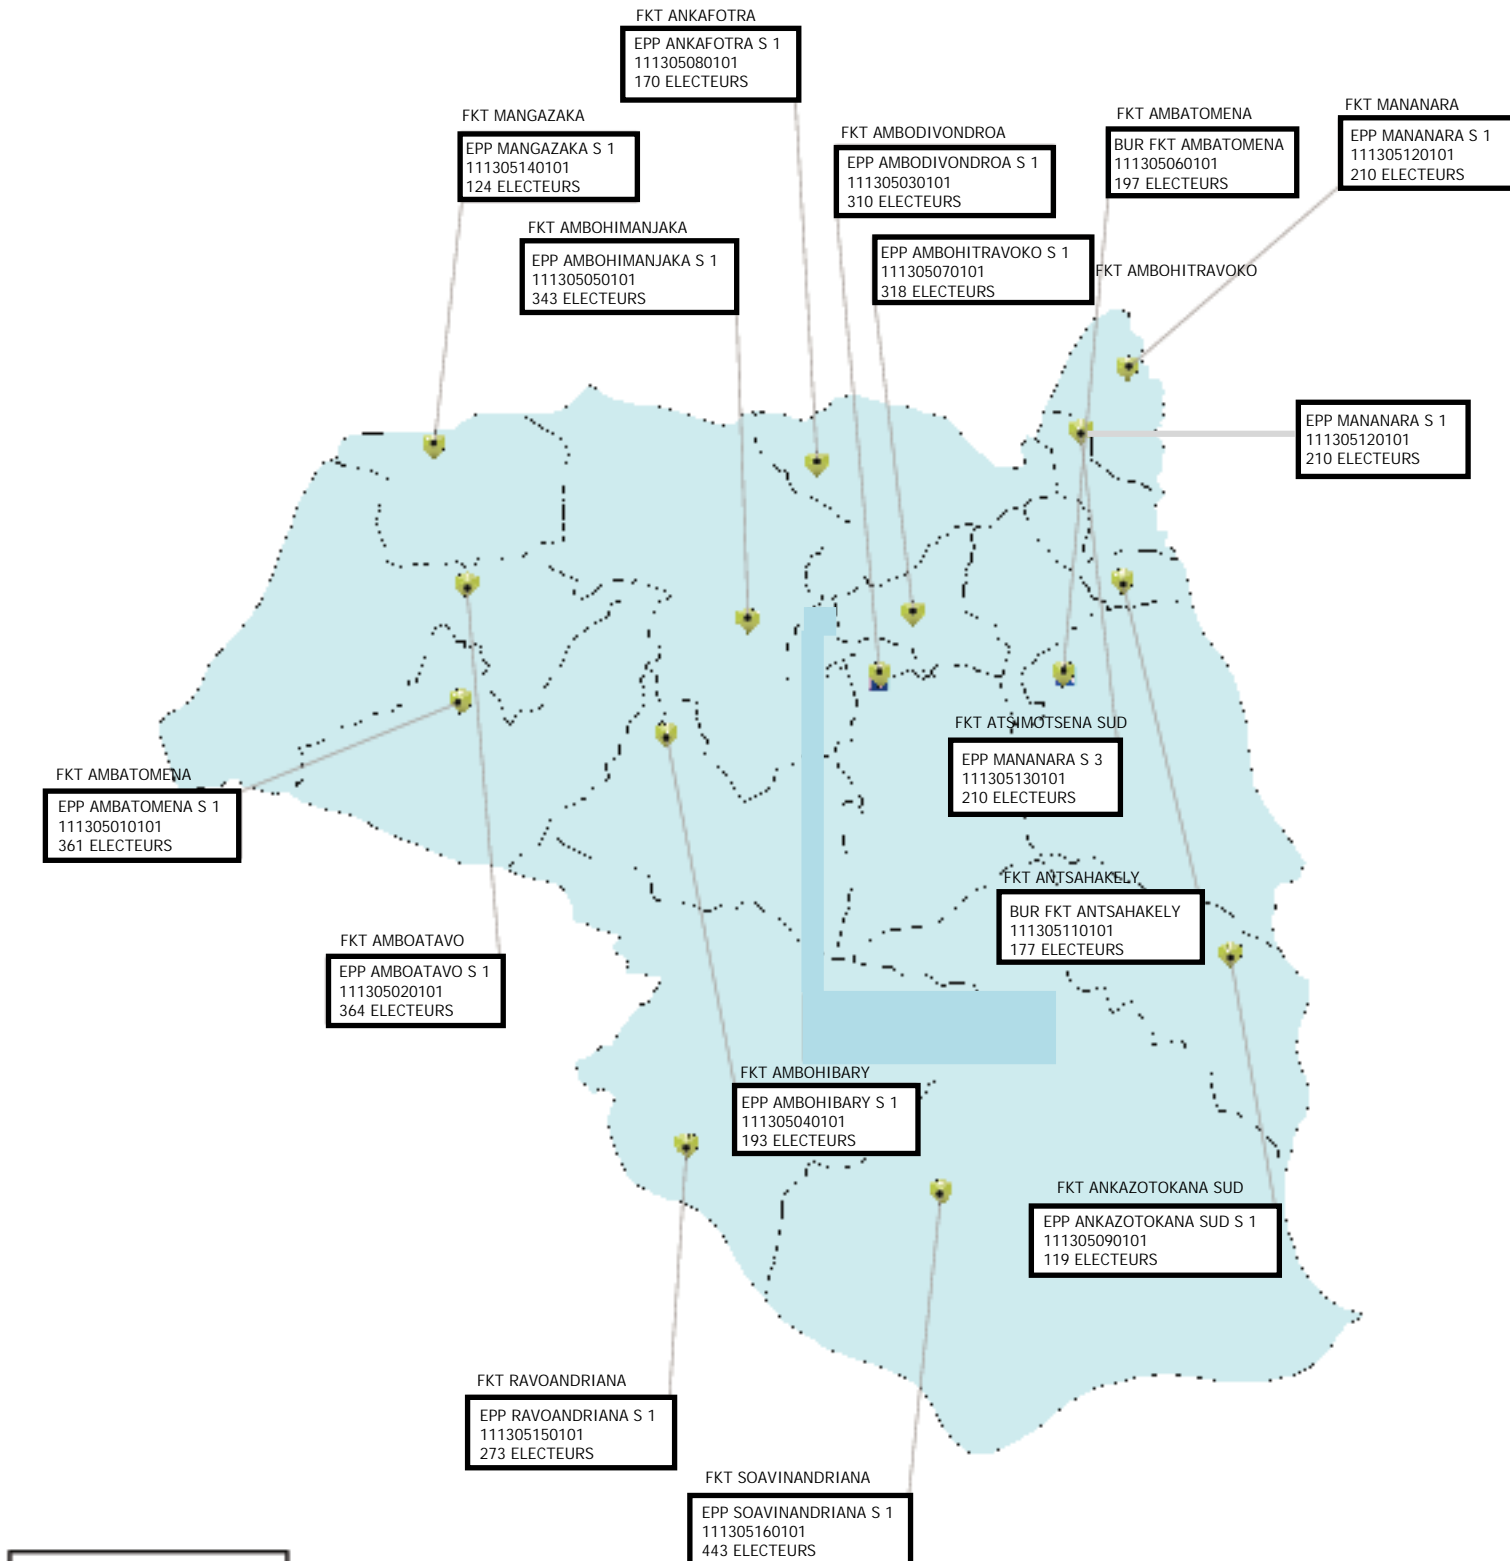 FKT ANKAFOTRA
EPP ANKAFOTRA S 1
111305080101
170 ELECTEURS
FKT MANGAZAKA
EPP MANGAZAKA S 1
111305140101
124 ELECTEURS
FKT AMBODIVONDROA
EPP AMBODIVONDROA S 1
111305030101
310 ELECTEURS
FKT AMBATOMENA
BUR FKT AMBATOMENA
111305060101
197 ELECTEURS
FKT MANANARA
EPP MANANARA S 1
111305120101
210 ELECTEURS
FKT AMBOHIMANJAKA
EPP AMBOHIMANJAKA S 1
111305050101
343 ELECTEURS
EPP AMBOHITRAVOKO S 1
111305070101
318 ELECTEURS
FKT AMBOHITRAVOKO
EPP MANANARA S 1
111305120101
210 ELECTEURS
FKT ATSIMOTSENA SUD
EPP MANANARA S 3
111305130101
210 ELECTEURS
FKT AMBATOMENA
EPP AMBATOMENA S 1
111305010101
361 ELECTEURS
FKT ANTSAHAKELY
BUR FKT ANTSAHAKELY
111305110101
177 ELECTEURS
FKT AMBOATAVO
EPP AMBOATAVO S 1
111305020101
364 ELECTEURS
FKT AMBOHIBARY
EPP AMBOHIBARY S 1
111305040101
193 ELECTEURS
FKT ANKAZOTOKANA SUD
EPP ANKAZOTOKANA SUD S 1
111305090101
119 ELECTEURS
FKT RAVOANDRIANA
EPP RAVOANDRIANA S 1
111305150101
273 ELECTEURS
FKT SOAVINANDRIANA
EPP SOAVINANDRIANA S 1
111305160101
443 ELECTEURS